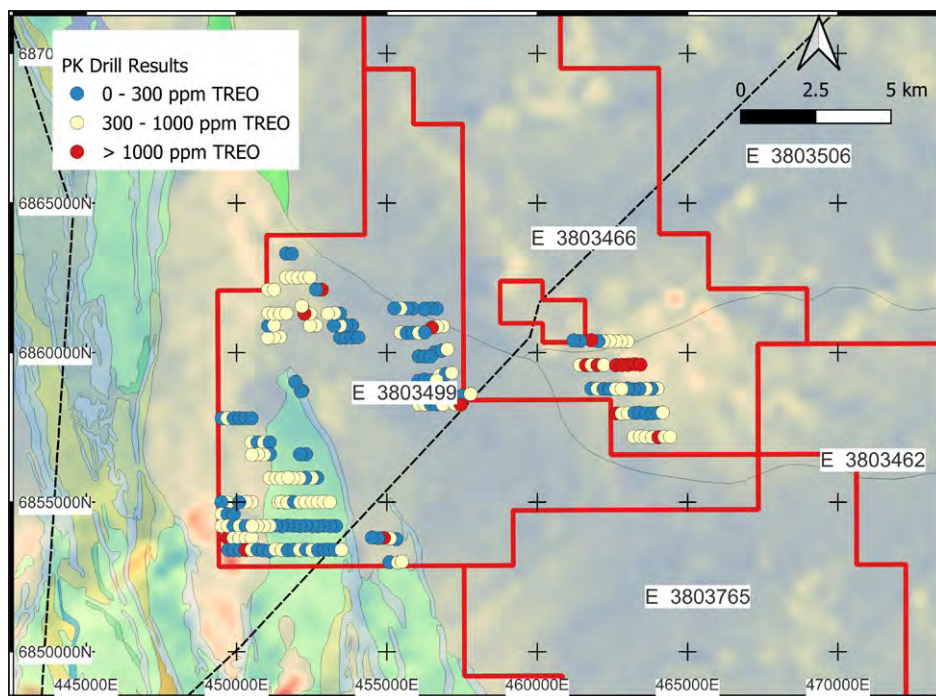 6870
PK Drill Results
0 - 300 ppm TREO
300 - 1000 ppm TREO
> 1000 ppm TREO
0 2.5 5 km
E 3803506
6865000N
E 3803466
6860000N
E 3803499
E 3803462
6855000N
E 3803765
6850000N
445000E 450000E 455000E 460000E 465000E 470000E